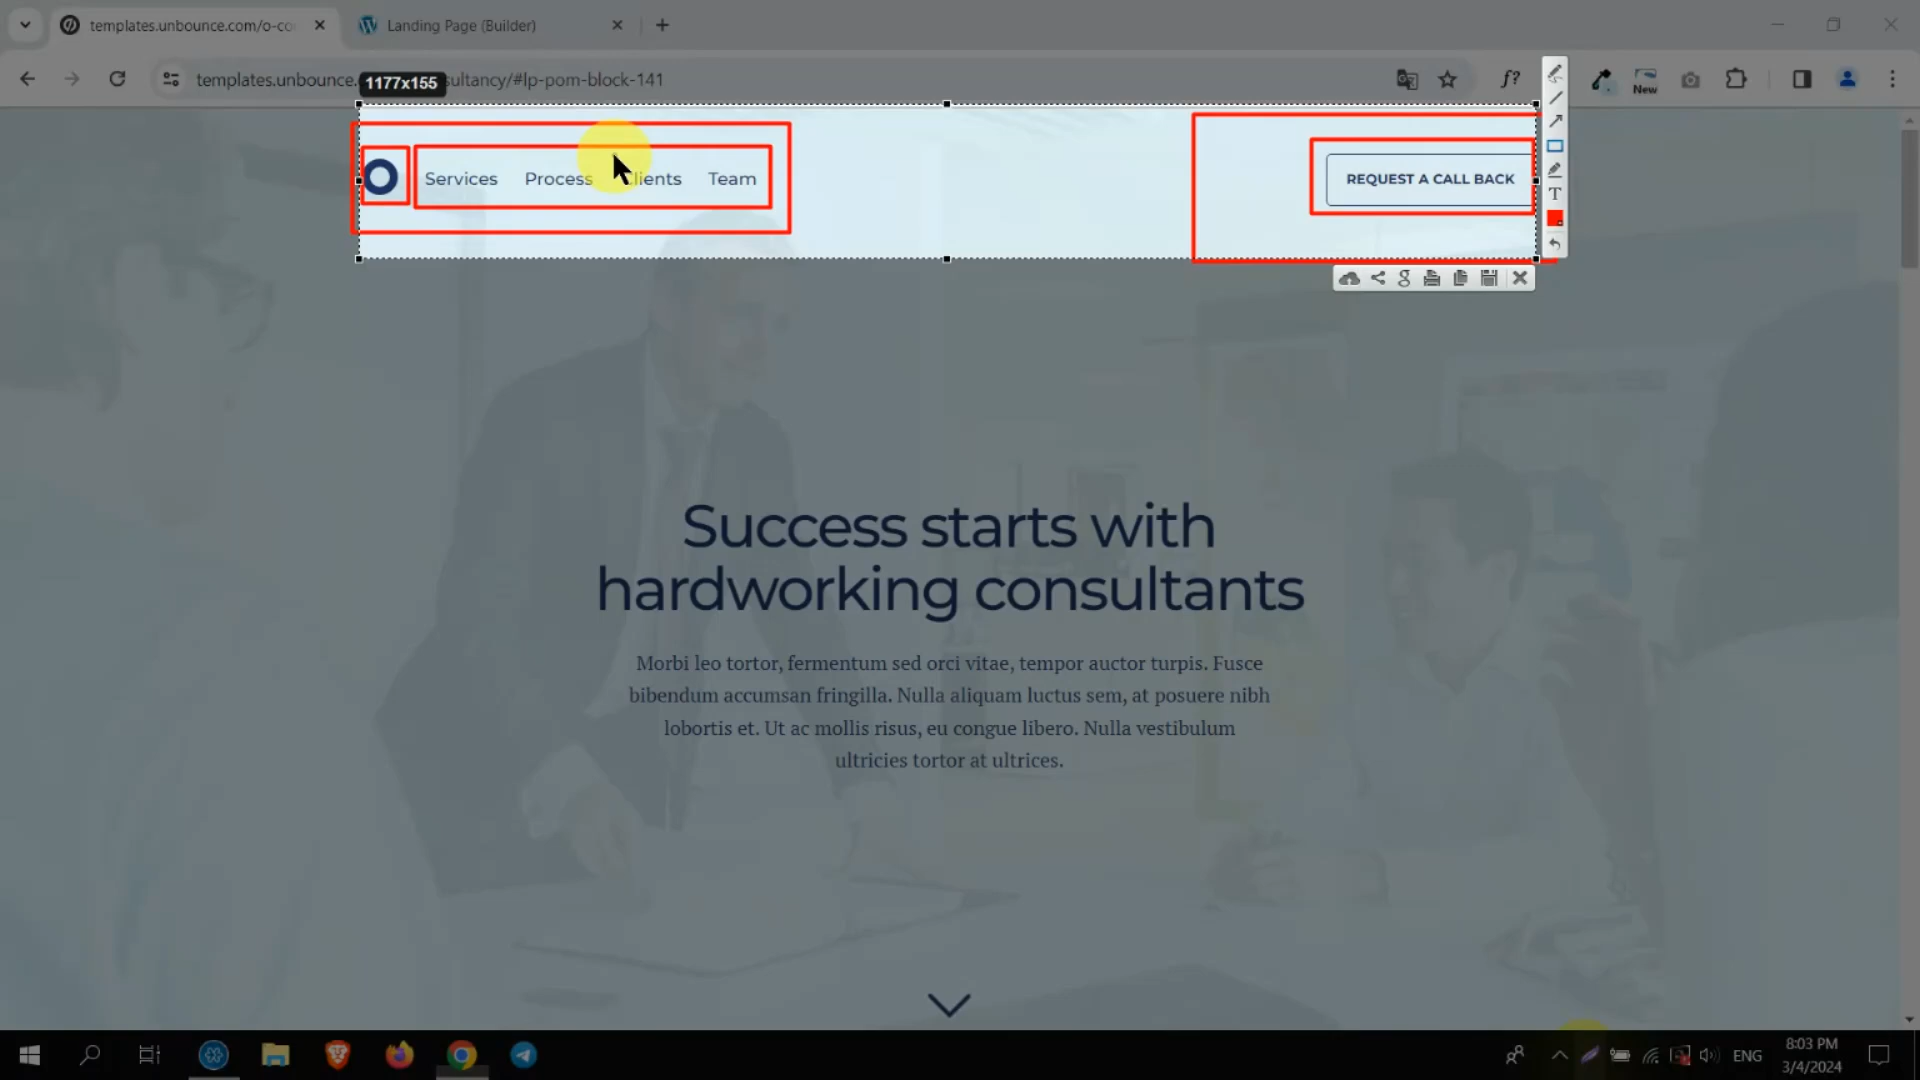 templates.unbounce.com/o-co
Landing Page (Builder)
templates.unbounce.
sultancy/#lp-pom-block-141
1177x155
f?
New
Services
Process
Clients
Team
REQUEST A CALL BACK
T
g
Success starts with
hardworking consultants
Morbi leo tortor, fermentum sed orci vitae, tempor auctor turpis. Fusce
bibendum accumsan fringilla. Nulla aliquam luctus sem, at posuere nibh
lobortis et. Ut ac mollis risus, eu congue libero. Nulla vestibulum
ultricies tortor at ultrices.
ENG
8:03 PM
3/4/2024